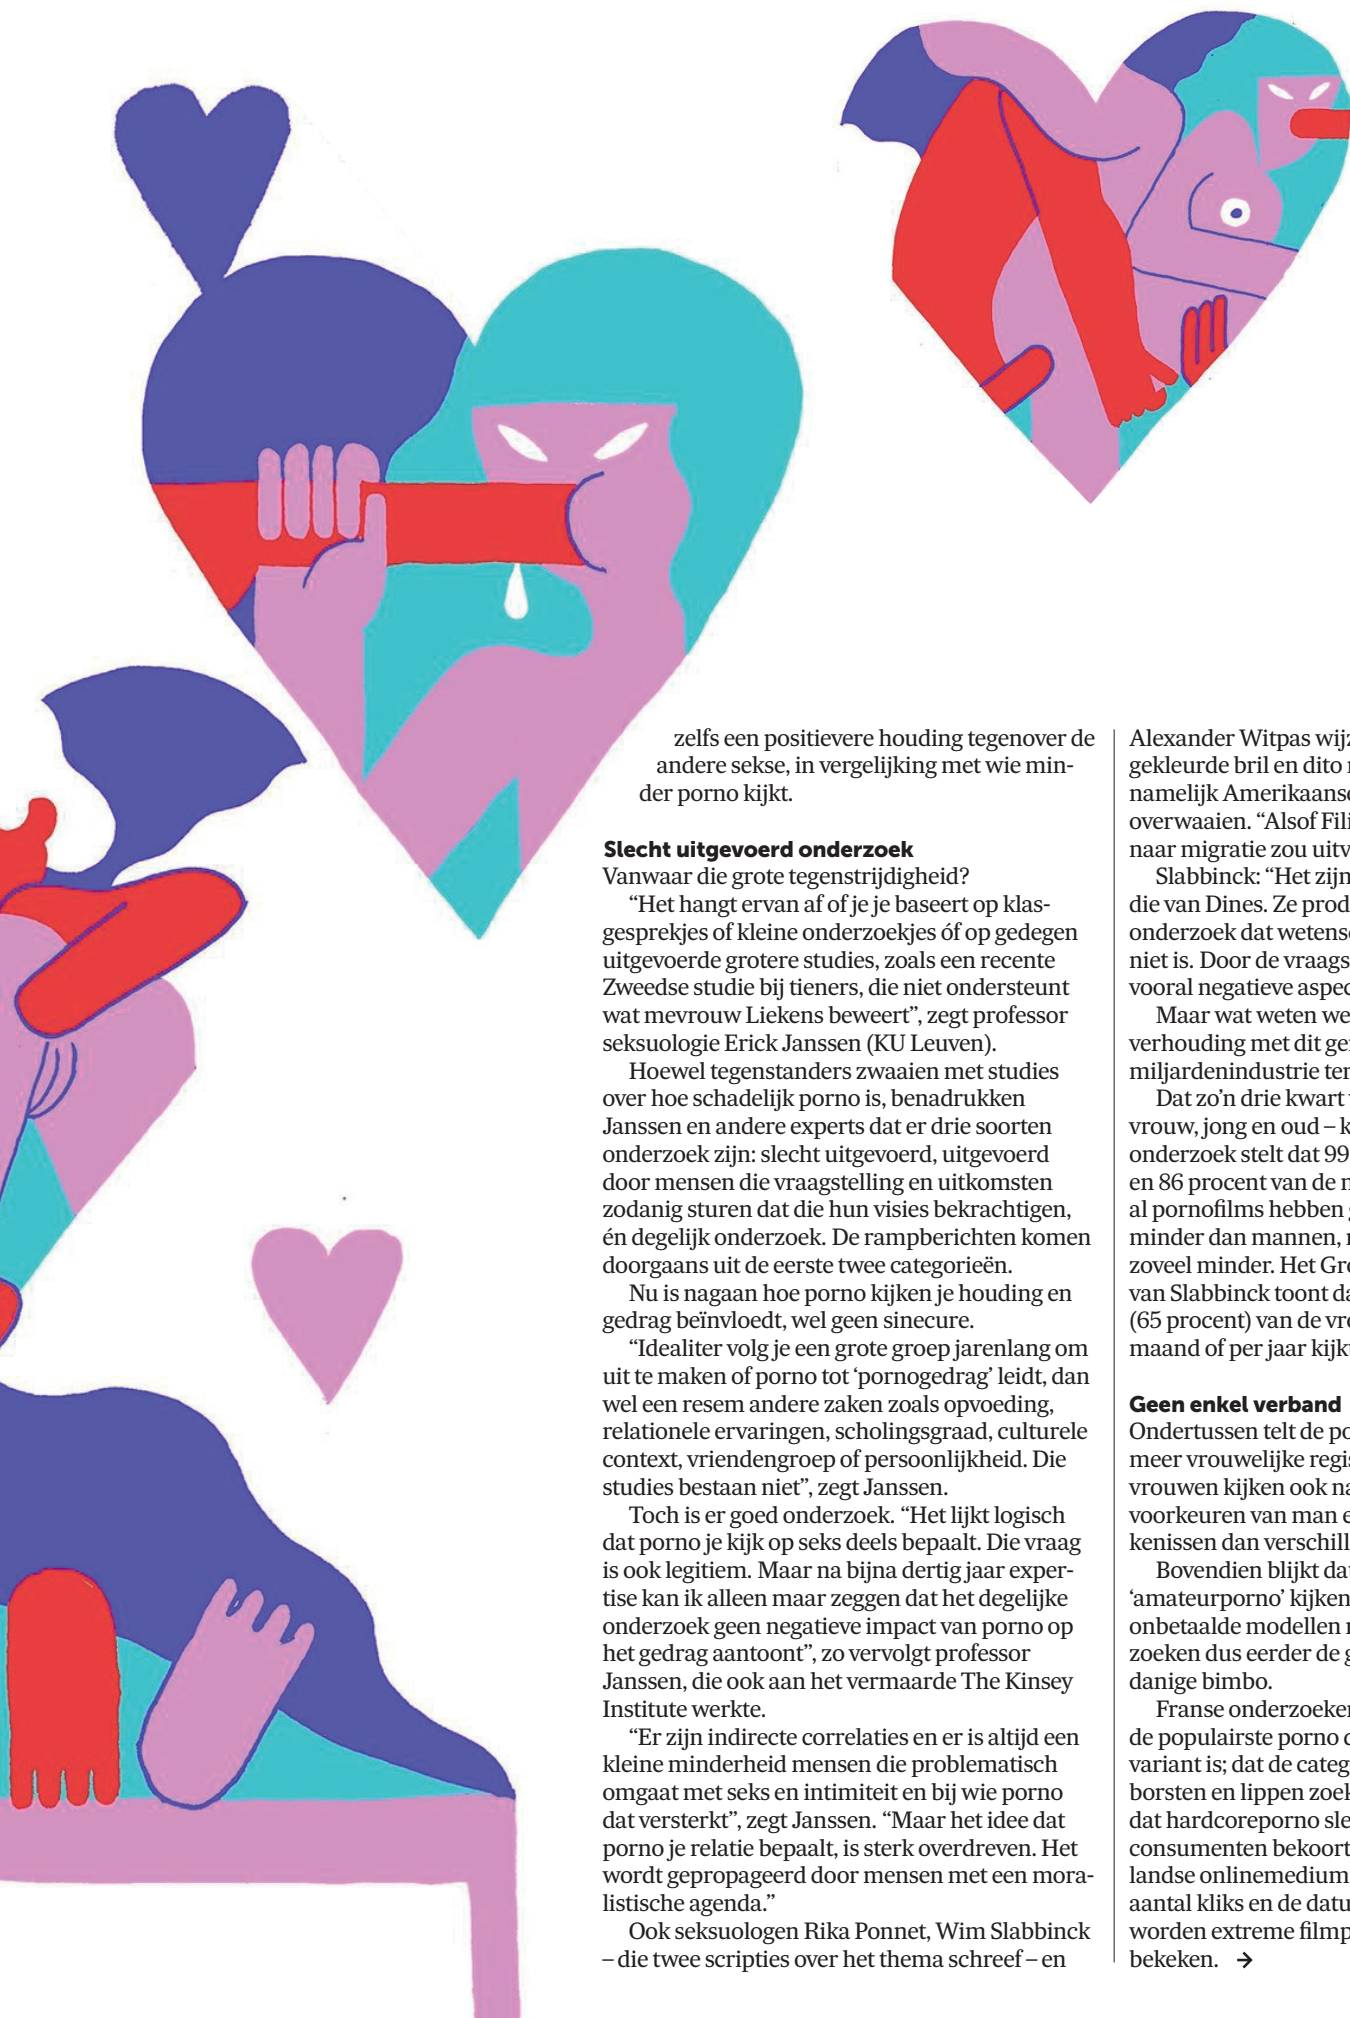 zelfs een positievere houding tegenover de
andere sekse, in vergelijking met wie min-
der porno kijkt.
Slecht uitgevoerd onderzoek
Vanwaar die grote tegenstrijdigheid?
“Het hangt ervan af of je je baseert op klas-
gesprekjes of kleine onderzoekjes óf op gedegen
uitgevoerde grotere studies, zoals een recente
Zweedse studie bij tieners, die niet ondersteunt
wat mevrouw Liekens beweert”, zegt professor
seksuologie Erick Janssen (KU Leuven).
Hoewel tegenstanders zwaaien met studies
over hoe schadelijk porno is, benadrukken
Janssen en andere experts dat er drie soorten
onderzoek zijn: slecht uitgevoerd, uitgevoerd
door mensen die vraagstelling en uitkomsten
zodanig sturen dat die hun visies bekrachtigen,
én degelijk onderzoek. De rampberichten komen
doorgaans uit de eerste twee categorieën.
Nu is nagaan hoe porno kijken je houding en
gedrag beïnvloedt, wel geen sinecure.
“Idealiter volg je een grote groep jarenlang om
uit te maken of porno tot ‘pornogedrag’ leidt, dan
wel een resem andere zaken zoals opvoeding,
relationele ervaringen, scholingsgraad, culturele
context, vriendengroep of persoonlijkheid. Die
studies bestaan niet”, zegt Janssen.
Toch is er goed onderzoek. “Het lijkt logisch
dat porno je kijk op seks deels bepaalt. Die vraag
is ook legitiem. Maar na bijna dertig jaar exper-
tise kan ik alleen maar zeggen dat het degelijke
onderzoek geen negatieve impact van porno op
het gedrag aantoont”, zo vervolgt professor
Janssen, die ook aan het vermaarde The Kinsey
Institute werkte.
“Er zijn indirecte correlaties en er is altijd een
kleine minderheid mensen die problematisch
omgaat met seks en intimiteit en bij wie porno
dat versterkt”, zegt Janssen. “Maar het idee dat
porno je relatie bepaalt, is sterk overdreven. Het
wordt gepropageerd door mensen met een mora-
listische agenda.”
Ook seksuologen Rika Ponnet, Wim Slabbinck
– die twee scripties over het thema schreef – en
Alexander Witpas
gekleurde bril en dito
namelijk
overwaaien. “Alsof
naar migratie zou
Slabbinck: “Het zijn
die van Dines. Ze
onderzoek dat
niet is. Door de
vooral negatieve
Maar wat weten we
verhouding met dit
miljardenindustrie
Dat zo’n drie kwart
vrouw, jong en oud –
onderzoek stelt dat 99
en 86 procent van de
al pornofilms hebben
minder dan mannen,
zoveel minder. Het
van Slabbinck toont
(65 procent) van de
maand of per jaar
Geen enkel verband
Ondertussen telt de
meer vrouwelijke
vrouwen kijken ook
voorkeuren van man
kenissen dan
Bovendien blijkt
‘amateurporno’ kijken
onbetaalde modellen
zoeken dus eerder de
danige bimbo.
Franse
de populairste porno
variant is; dat de
borsten en lippen
dat hardcoreporno
consumenten
landse onlinemedium
aantal kliks en de
worden extreme
bekeken. →